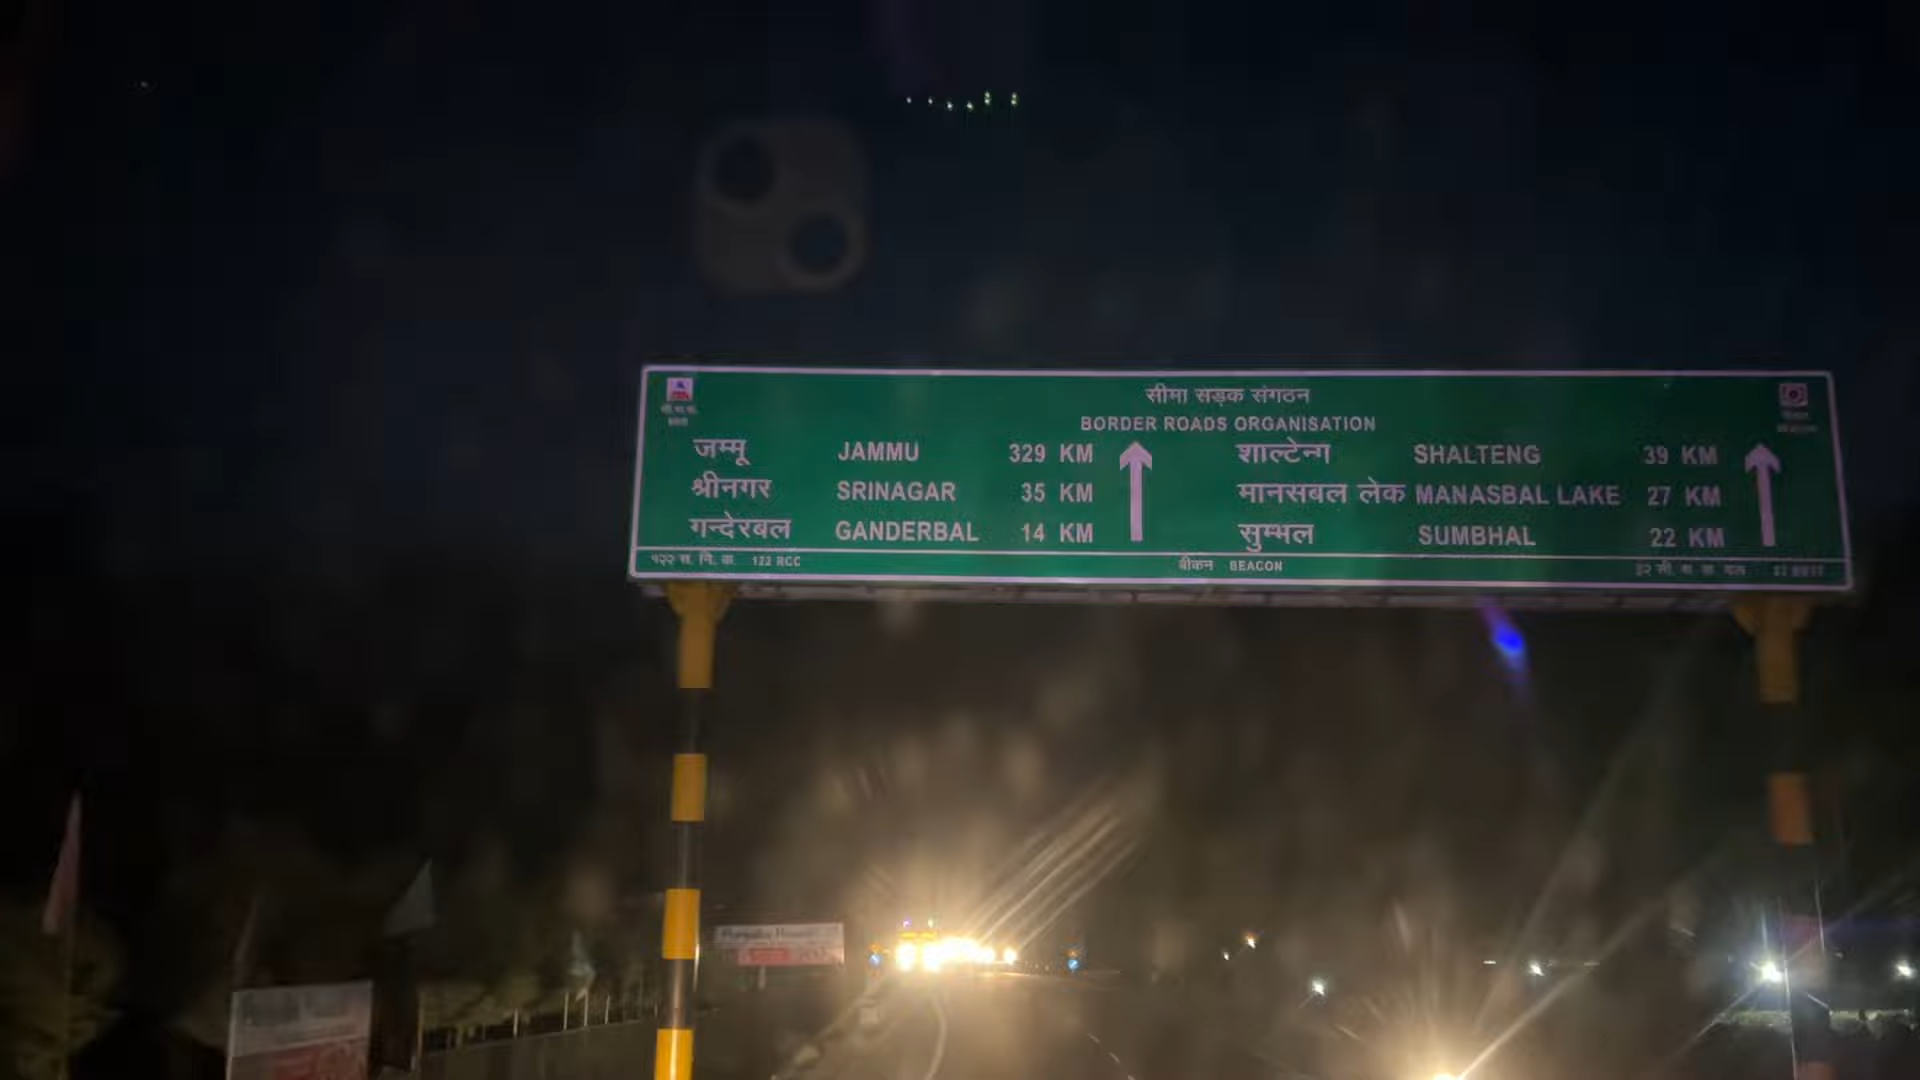 सीमा सड़क संगठन
BORDER ROADS ORGANISATION
जम्मू JAMMU 329 KM
श्रीनगर SRINAGAR 35 KM
गन्देरबल GANDERBAL 14 KM
शाल्टेन्ग SHALTENG 39 KM
मानसबल लेक MANASBAL LAKE 27 KM
सुम्भल SUMBHAL 22 KM
१२२ स. नि. क. 122 RCC
बीकन BEACON